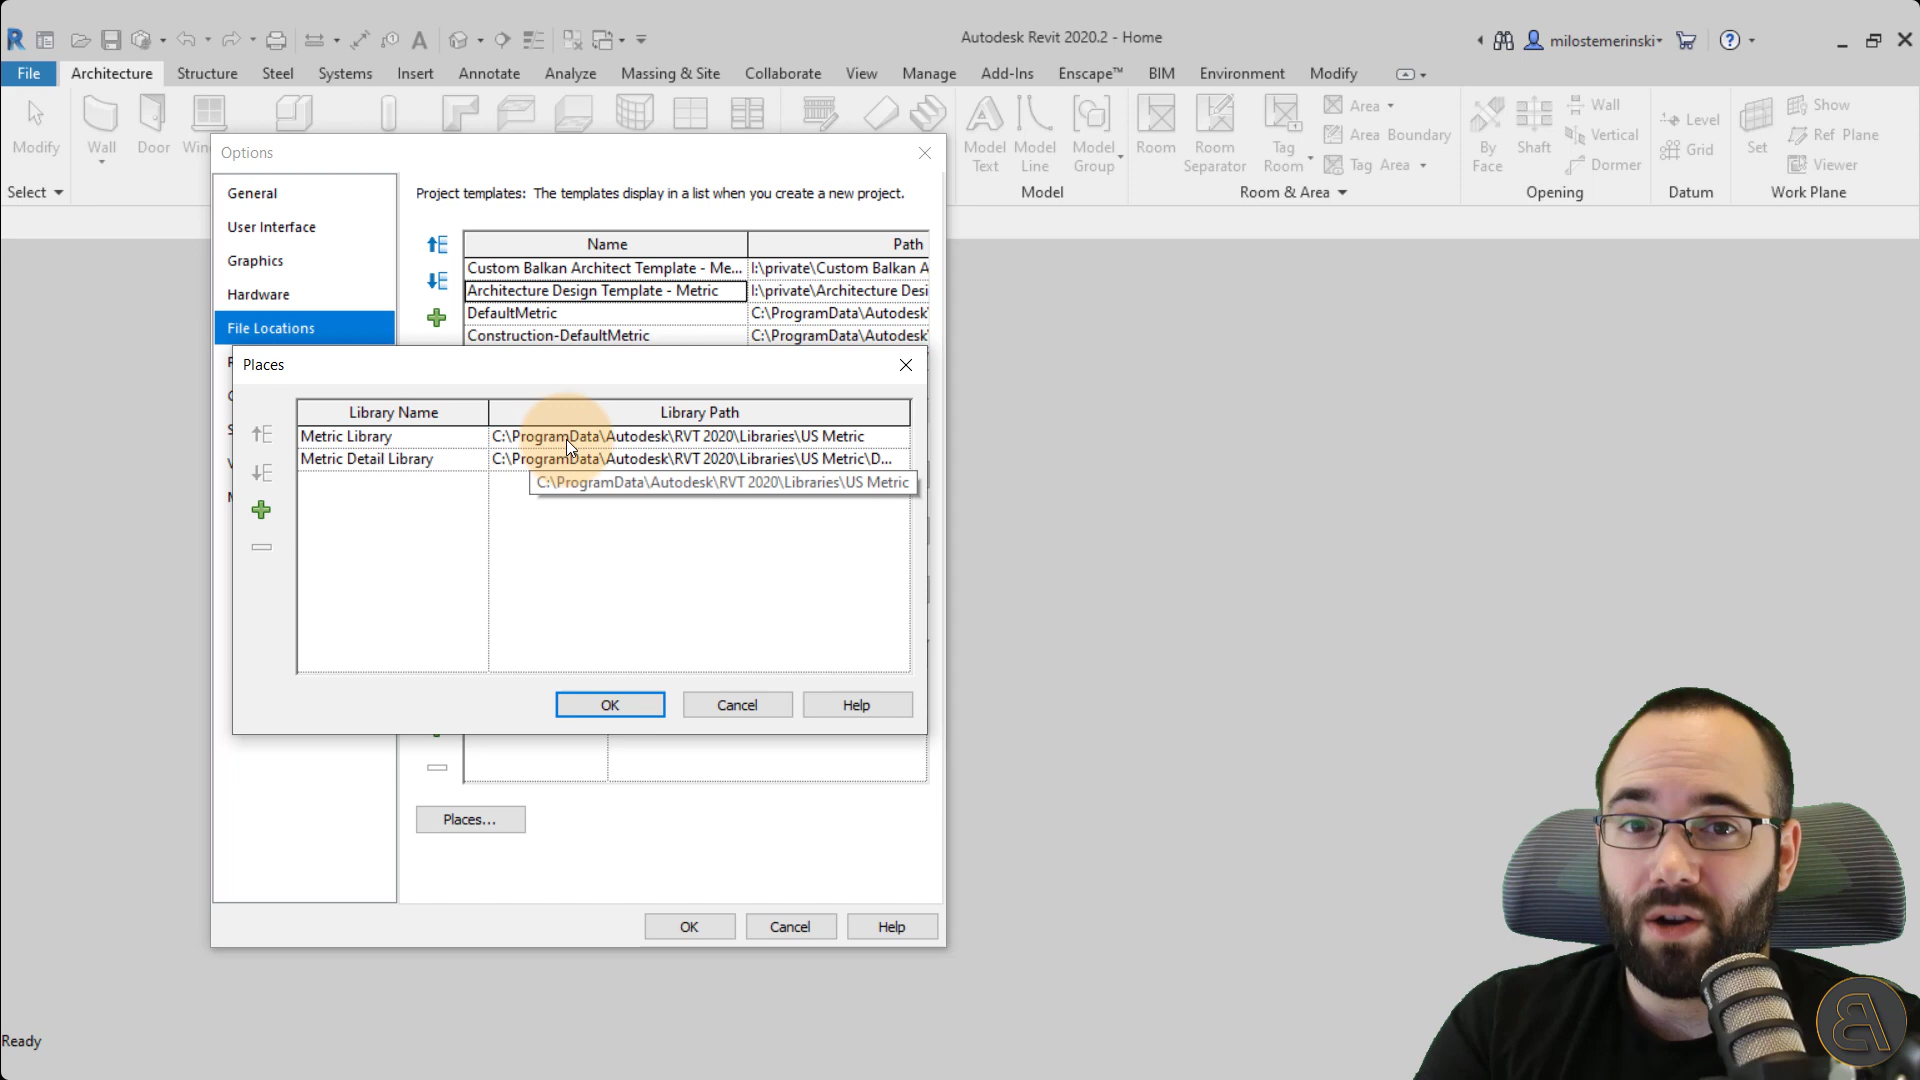 Autodesk Revit 2020.2 - Home
milostemerinski
File Architecture Structure Steel Systems Insert Annotate Analyze Massing & Site Collaborate View Manage Add-Ins Enscape™ BIM Environment Modify
Modify
Wall
Door
Model Text
Model Line
Model Group
Room
Room Separator
Tag Room
Area
Area Boundary
Tag Area
By Face
Shaft
Wall
Vertical
Dormer
Level
Grid
Set
Show
Ref Plane
Viewer
Select
Model
Room & Area
Opening
Datum
Work Plane
Options
General
User Interface
Graphics
Hardware
File Locations
Project templates: The templates display in a list when you create a new project.
Name Path
Custom Balkan Architect Template - Me... I:\private\Custom Balkan A
Architecture Design Template - Metric I:\private\Architecture Desi
DefaultMetric C:\ProgramData\Autodesk\
Construction-DefaultMetric C:\ProgramData\Autodesk\
Places
Library Name Library Path
Metric Library C:\ProgramData\Autodesk\RVT 2020\Libraries\US Metric
Metric Detail Library C:\ProgramData\Autodesk\RVT 2020\Libraries\US Metric\D...
C:\ProgramData\Autodesk\RVT 2020\Libraries\US Metric
OK Cancel Help
Places...
OK Cancel Help
Ready